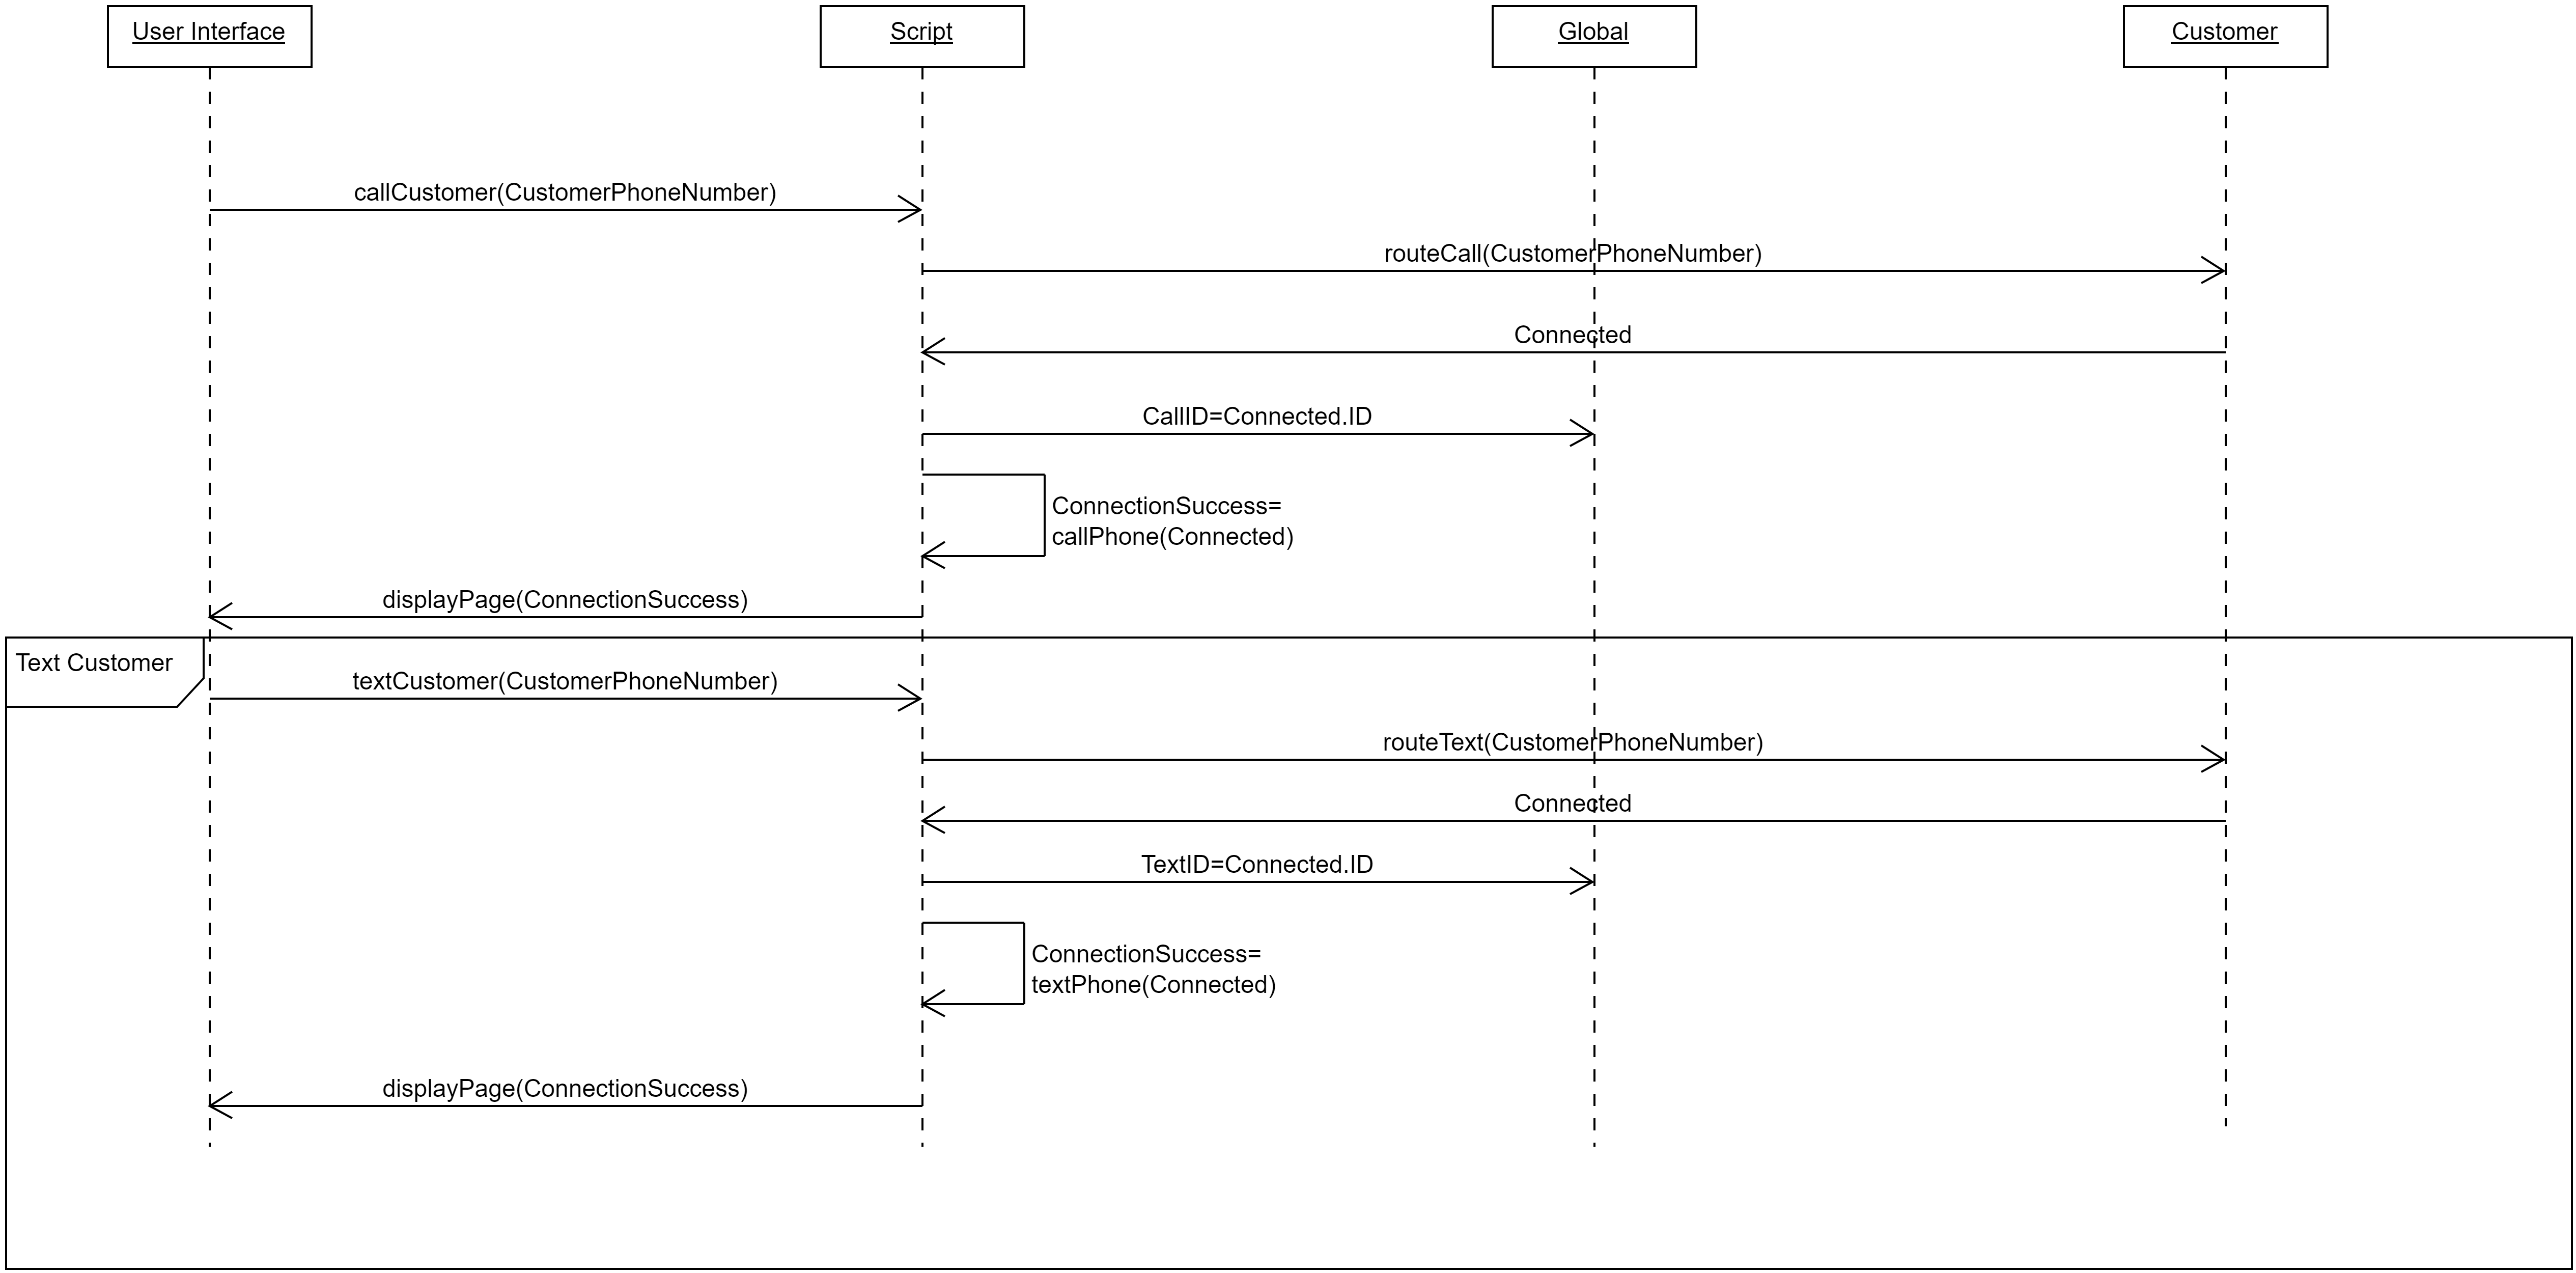 User Interface
Script
Global
Customer
callCustomer(CustomerPhoneNumber)
routeCall(CustomerPhoneNumber)
Connected
CallID=Connected.ID
ConnectionSuccess=
callPhone(Connected)
displayPage(ConnectionSuccess)
Text Customer
textCustomer(CustomerPhoneNumber)
routeText(CustomerPhoneNumber)
Connected
TextID=Connected.ID
ConnectionSuccess=
textPhone(Connected)
displayPage(ConnectionSuccess)